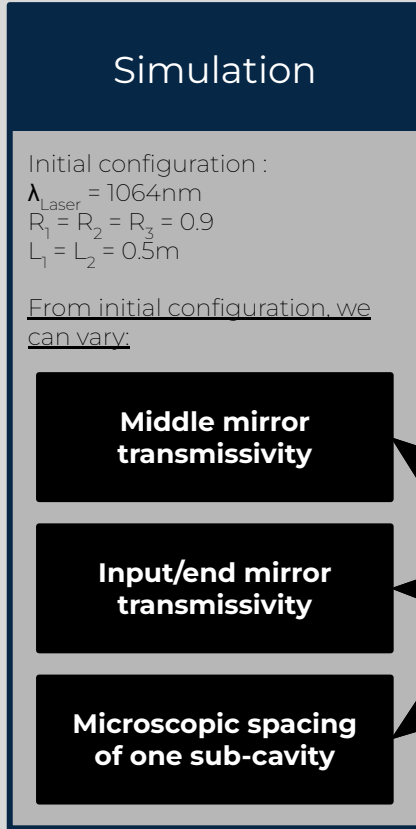 Simulation
Initial configuration :
λLaser = 1064nm
R1 = R2 = R3 = 0.9
L1 = L2 = 0.5m
From initial configuration, we
can vary:
Middle mirror
transmissivity
Input/end mirror
transmissivity
Microscopic spacing
of one sub-cavity